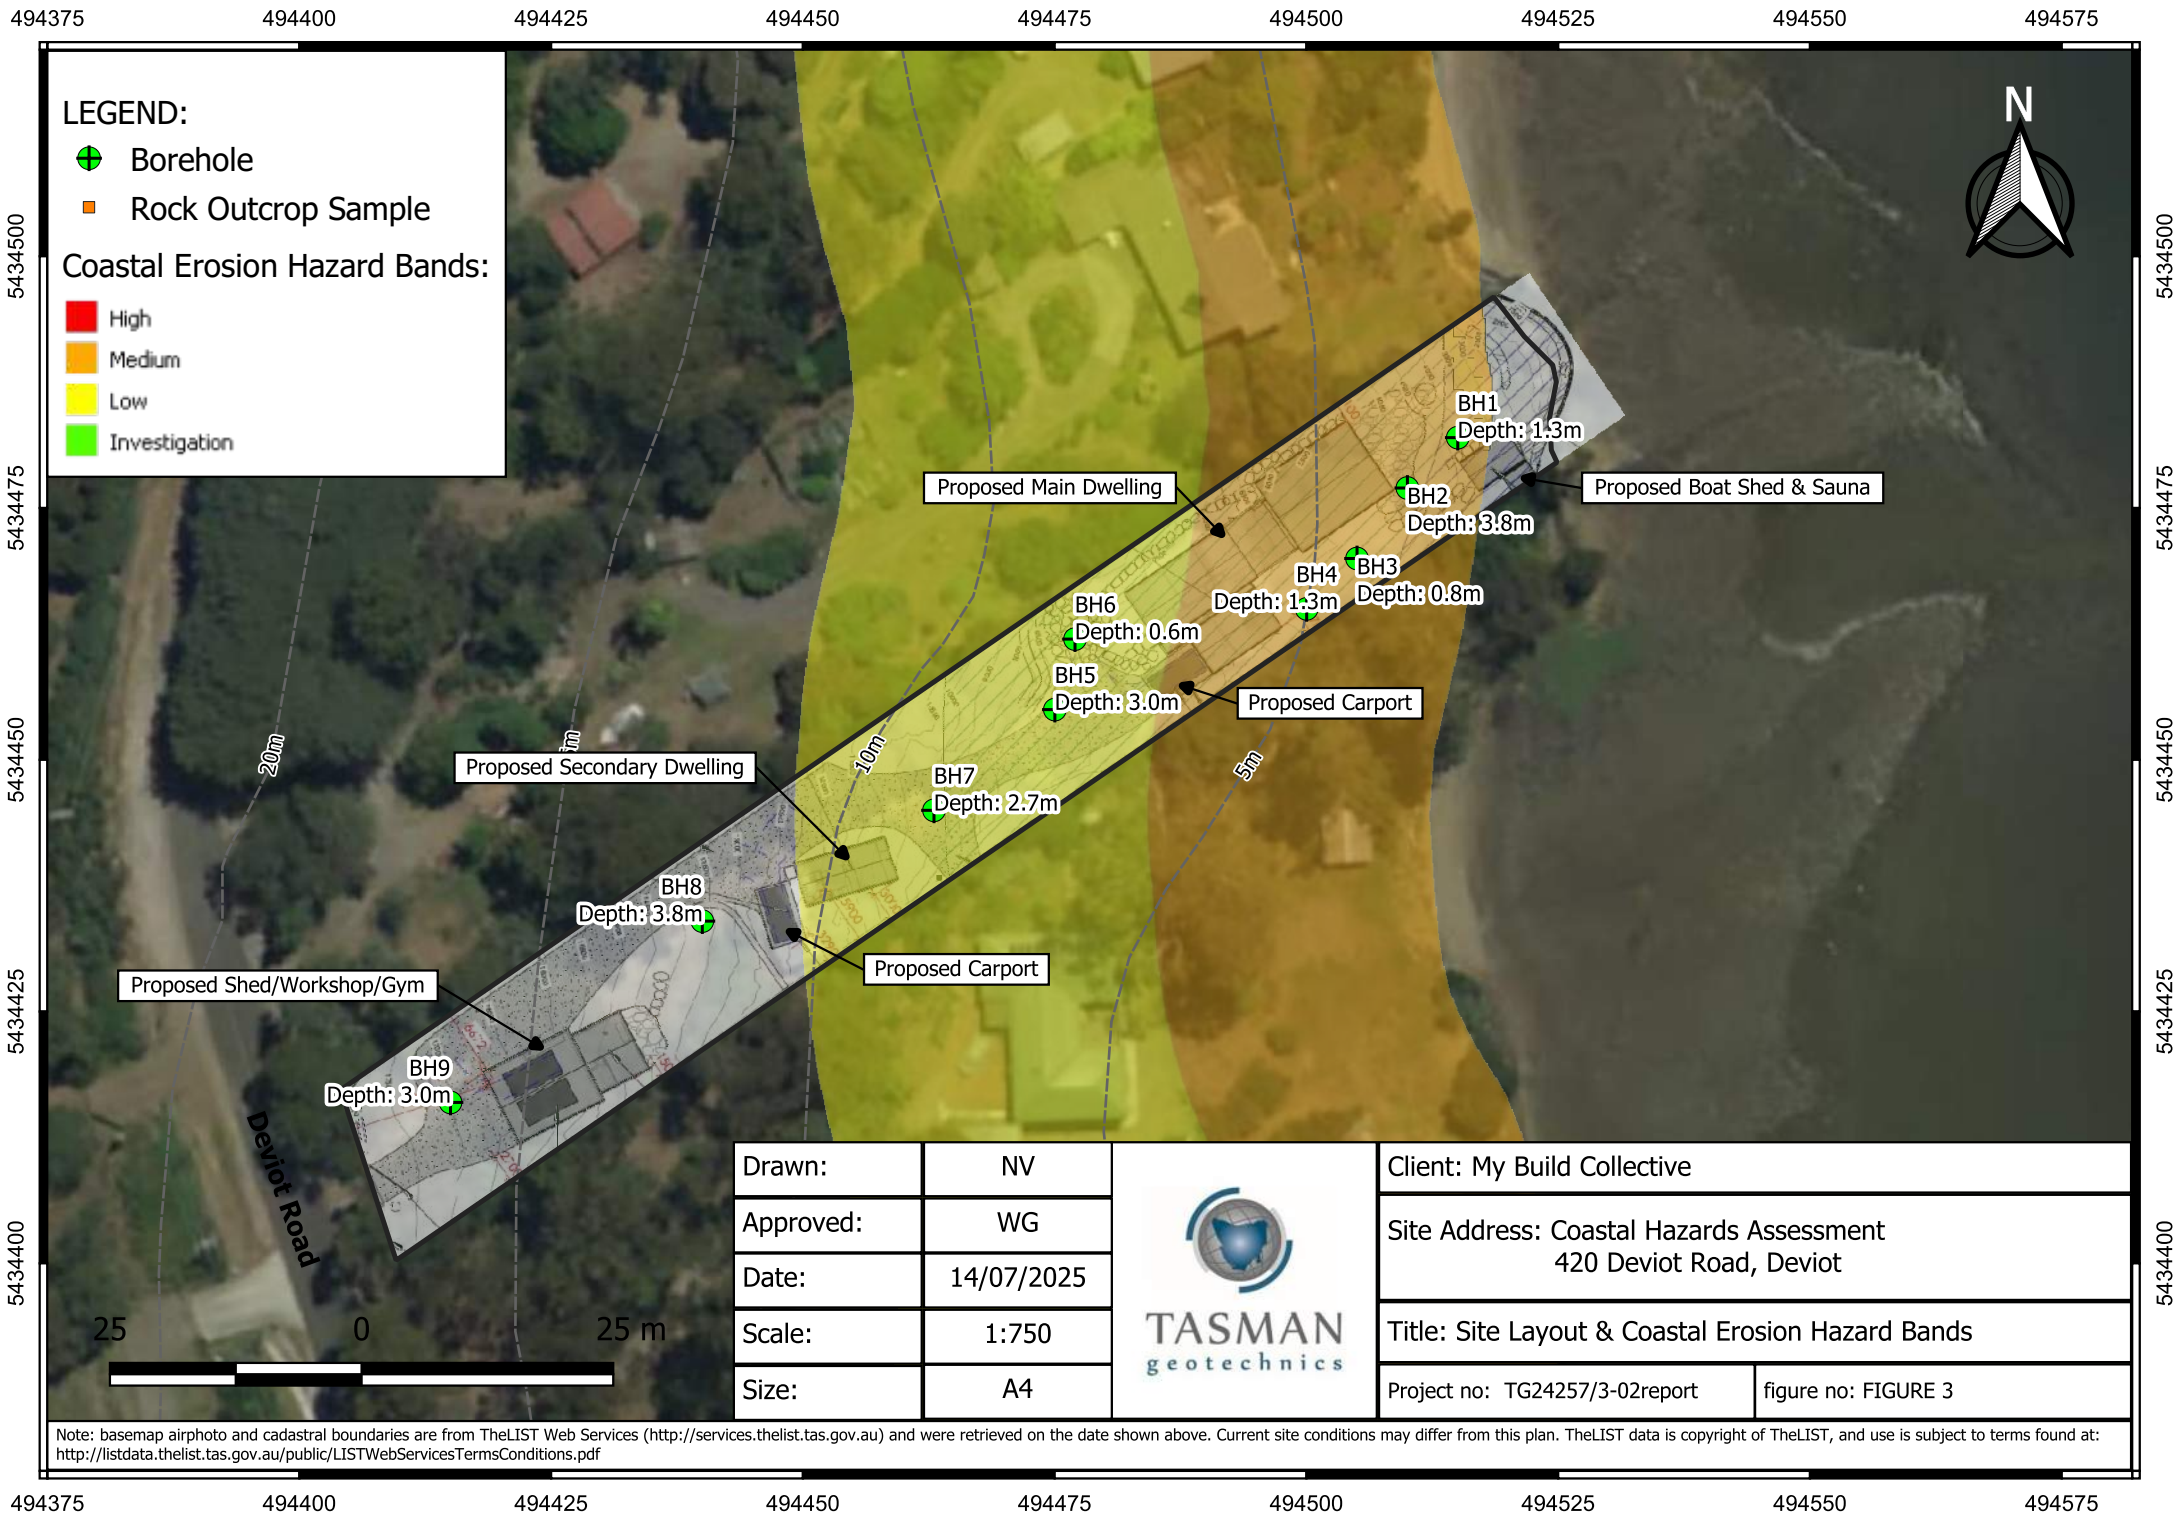 494375 494400 494425 494450 494475 494500 494525 494550 494575
LEGEND:
Borehole
Rock Outcrop Sample
Coastal Erosion Hazard Bands:
High
Medium
Low
Investigation
N
5434500
5434475
5434450
5434425
5434400
5434500
5434475
5434450
5434425
5434400
BH1
Depth: 1.3m
Proposed Main Dwelling
Proposed Boat Shed & Sauna
BH2
Depth: 3.8m
BH3
Depth: 0.8m
BH4
Depth: 1.3m
BH6
Depth: 0.6m
BH5
Depth: 3.0m
Proposed Carport
20m
10m
5m
Proposed Secondary Dwelling
BH7
Depth: 2.7m
BH8
Depth: 3.8m
Proposed Carport
Proposed Shed/Workshop/Gym
BH9
Depth: 3.0m
Deviot Road
25 0 25 m
Drawn: NV
Approved: WG
Date: 14/07/2025
Scale: 1:750
Size: A4
TASMAN
geotechnics
Client: My Build Collective
Site Address: Coastal Hazards Assessment
420 Deviot Road, Deviot
Title: Site Layout & Coastal Erosion Hazard Bands
Project no: TG24257/3-02report
figure no: FIGURE 3
Note: basemap airphoto and cadastral boundaries are from TheLIST Web Services (http://services.thelist.tas.gov.au) and were retrieved on the date shown above. Current site conditions may differ from this plan. TheLIST data is copyright of TheLIST, and use is subject to terms found at:
http://listdata.thelist.tas.gov.au/public/LISTWebServicesTermsConditions.pdf
494375 494400 494425 494450 494475 494500 494525 494550 494575